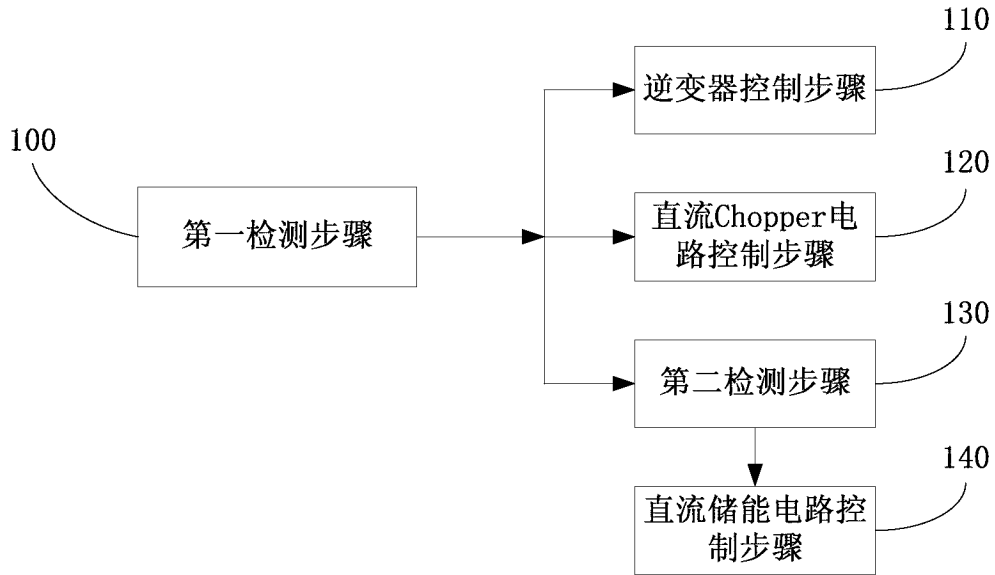 110
逆变器控制步骤
100
第一检测步骤
120
直流Chopper电
路控制步骤
130
第二检测步骤
140
直流储能电路控
制步骤